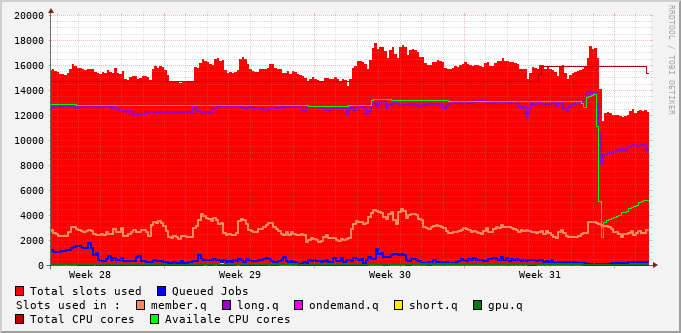 20000
18000
16000
14000
12000
10000
8000
6000
4000
2000
0
Week 28 Week 29 Week 30 Week 31
RRDTOOL / TOBI OETIKER
Total slots used Queued Jobs
Slots used in : member.q long.q ondemand.q short.q gpu.q
Total CPU cores Availale CPU cores